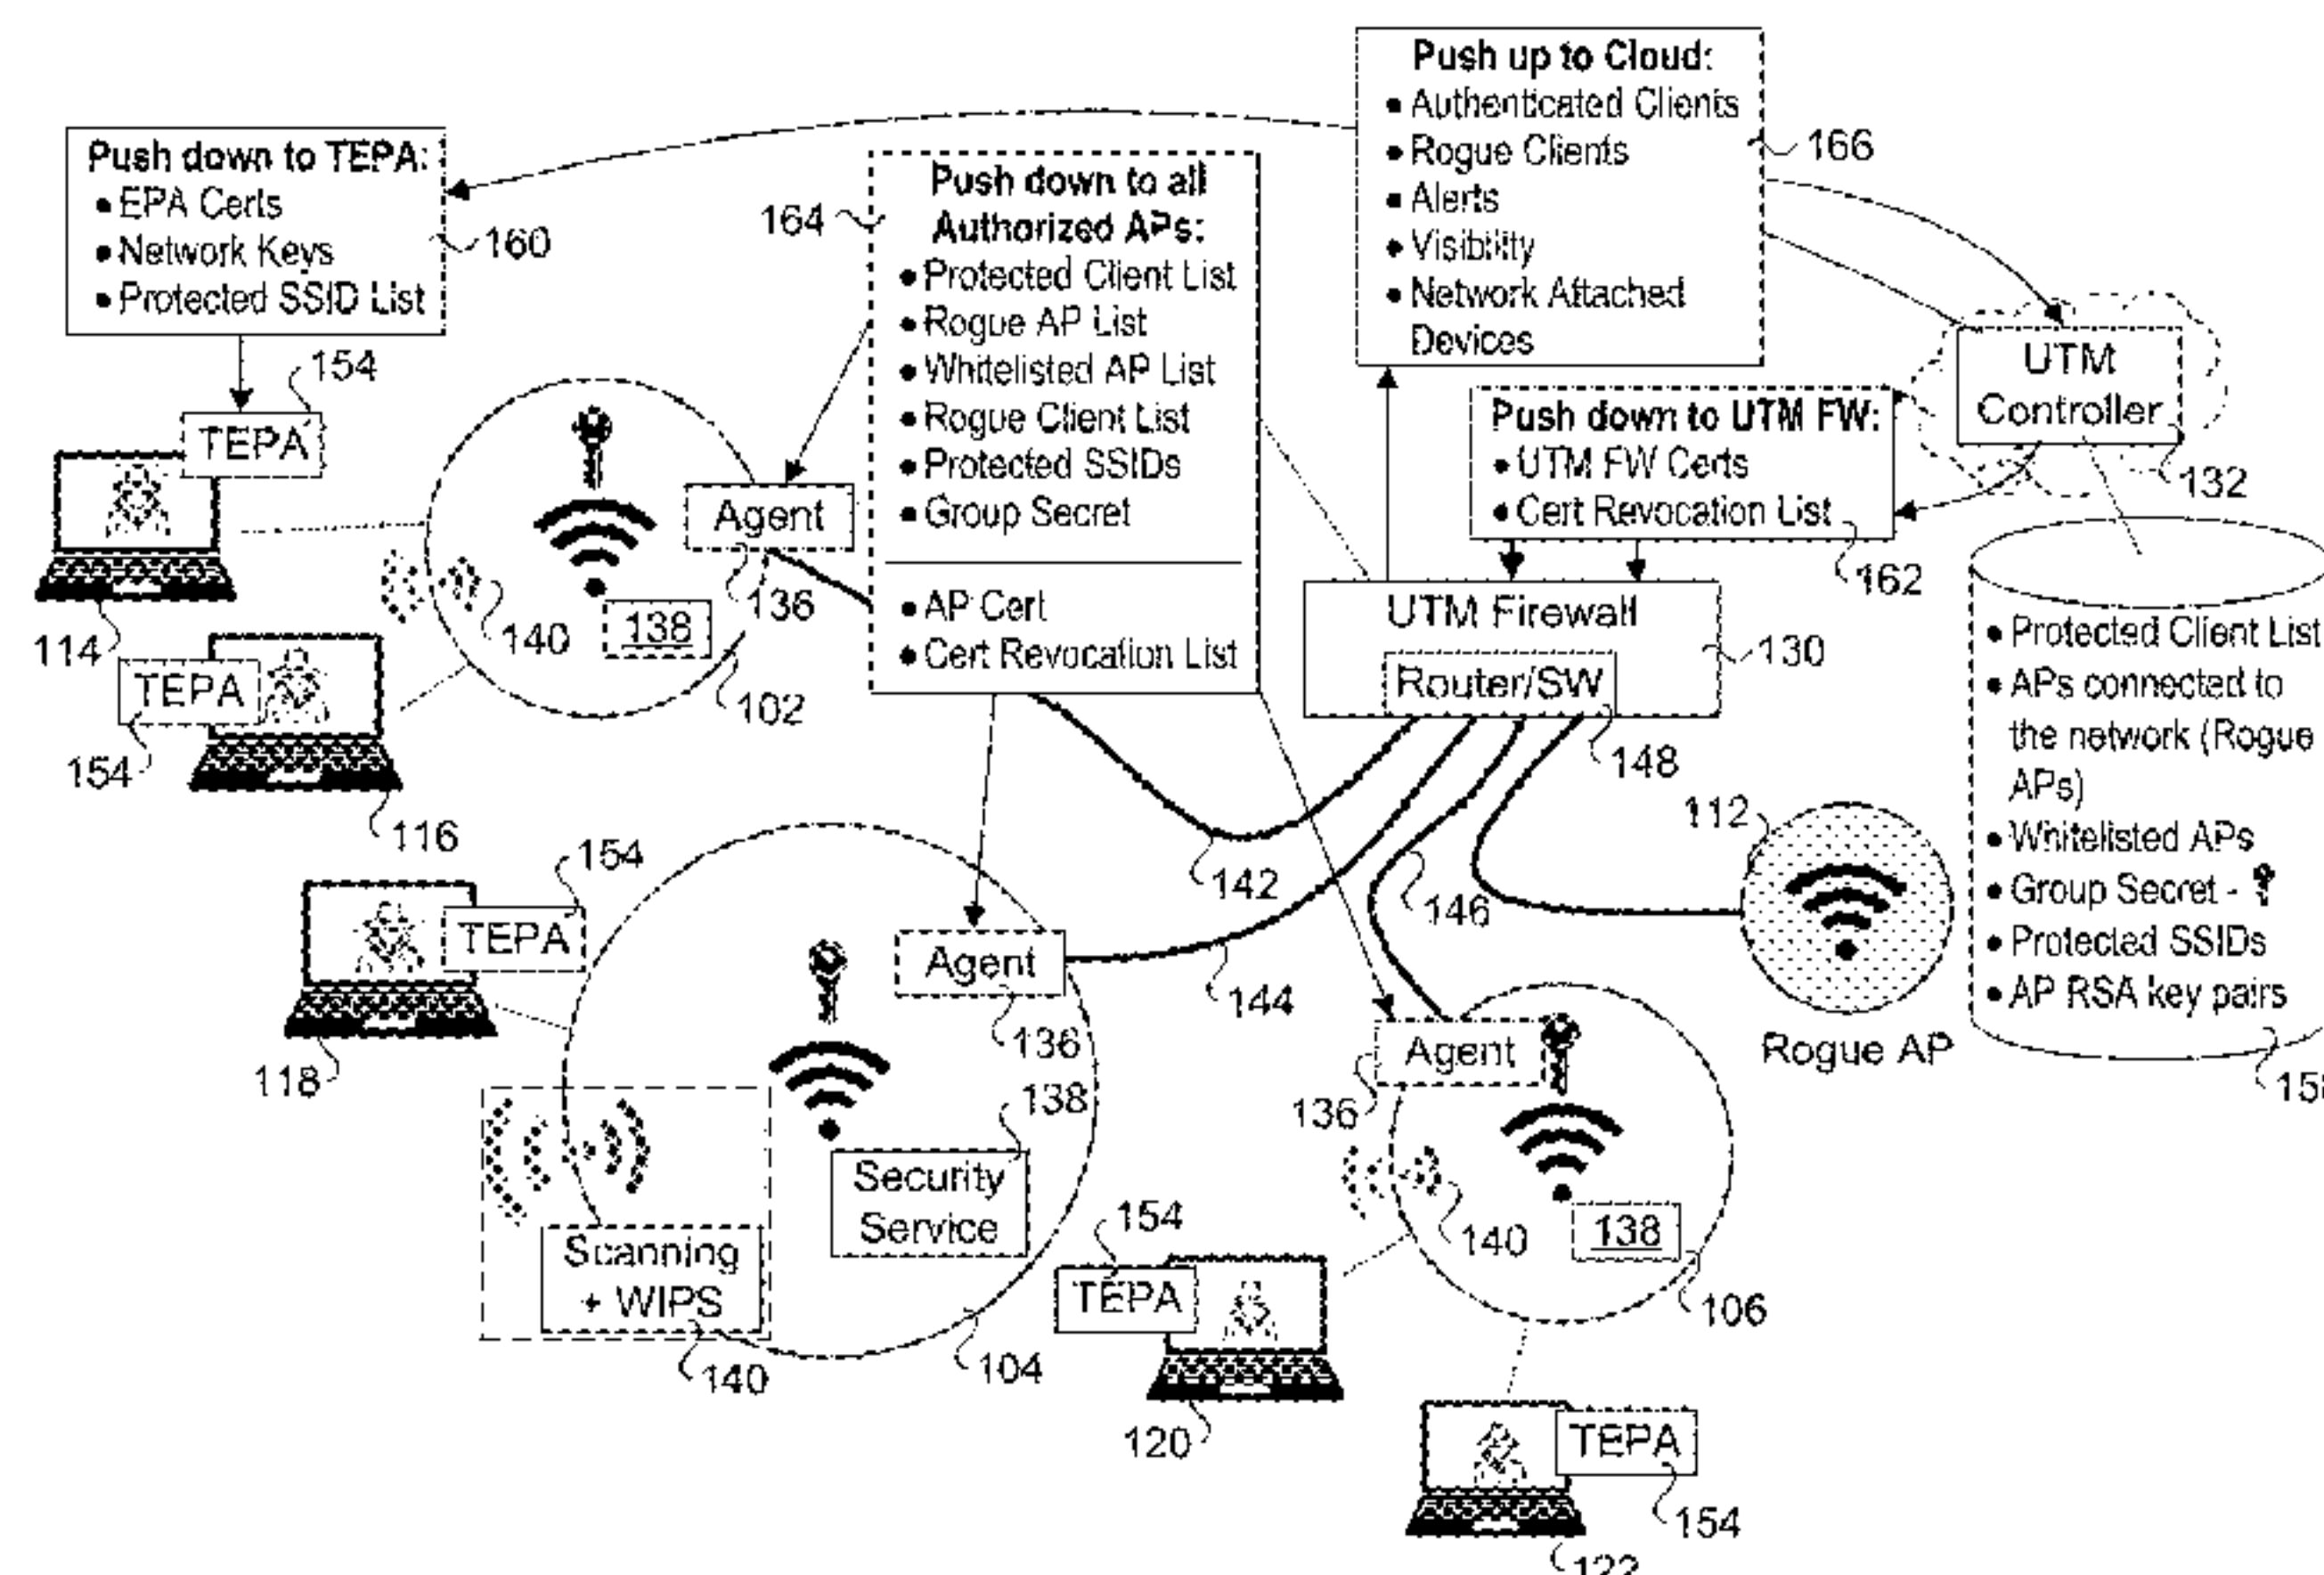 Push up to Cloud:
• Authenticated Clients
• Rogue Clients
• Alerts
• Visibility
• Network Attached
Devices
166
Push down to TEPA:
• EPA Certs
• Network Keys
• Protected SSID List
160
164
Push down to all
Authorized APs:
• Protected Client List
• Rogue AP List
• Whitelisted AP List
• Rogue Client List
• Protected SSIDs
• Group Secret
• AP Cert
• Cert Revocation List
UTM
Controller
132
Push down to UTM FW:
• UTM FW Certs
• Cert Revocation List
162
154
TEPA
114
TEPA
154
116
Agent
136
140
138
102
UTM Firewall
Router/SW
130
148
• Protected Client List
• APs connected to
the network (Rogue
APs)
• Whitelisted APs
• Group Secret -
• Protected SSIDs
• AP RSA key pairs
112
Rogue AP
142
146
144
154
TEPA
118
Agent
136
138
Security
Service
Scanning
+ WIPS
140
104
Agent
136
140
138
106
154
TEPA
120
TEPA
154